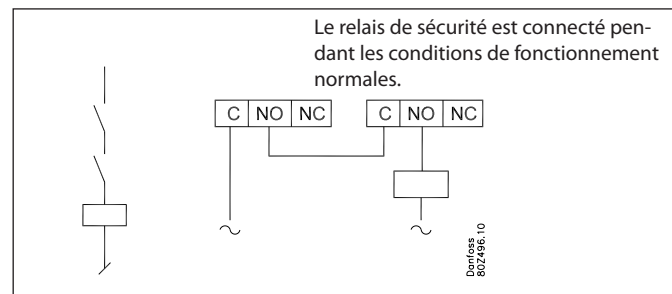 Le relais de sécurité est connecté pen-
dant les conditions de fonctionnement
normales.
C NO NC C NO NC
Danfoss
80Z496.10